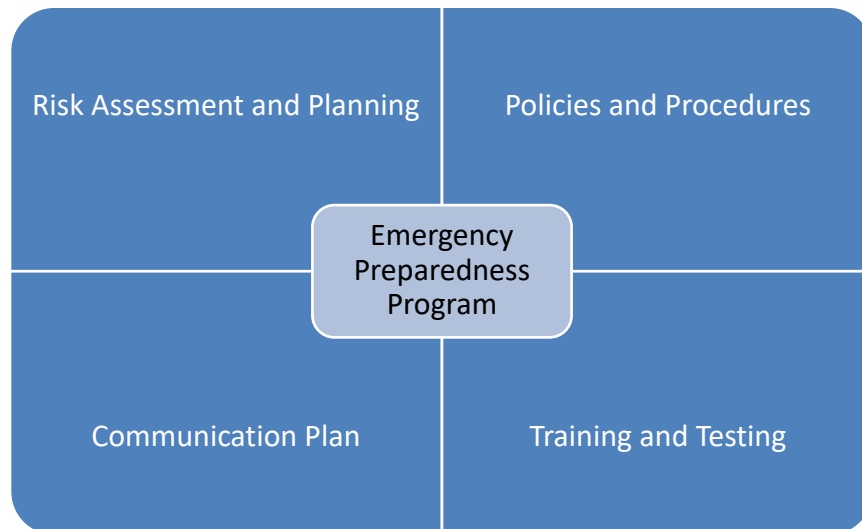 Risk Assessment and Planning
Policies and Procedures
Emergency
Preparedness
Program
Communication Plan
Training and Testing